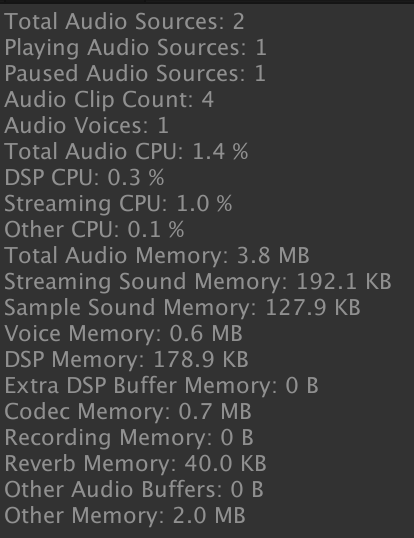 Total Audio Sources: 2
Playing Audio Sources: 1
Paused Audio Sources: 1
Audio Clip Count: 4
Audio Voices: 1
Total Audio CPU: 1.4 %
DSP CPU: 0.3 %
Streaming CPU: 1.0 %
Other CPU: 0.1 %
Total Audio Memory: 3.8 MB
Streaming Sound Memory: 192.1 KB
Sample Sound Memory: 127.9 KB
Voice Memory: 0.6 MB
DSP Memory: 178.9 KB
Extra DSP Buffer Memory: 0 B
Codec Memory: 0.7 MB
Recording Memory: 0 B
Reverb Memory: 40.0 KB
Other Audio Buffers: 0 B
Other Memory: 2.0 MB